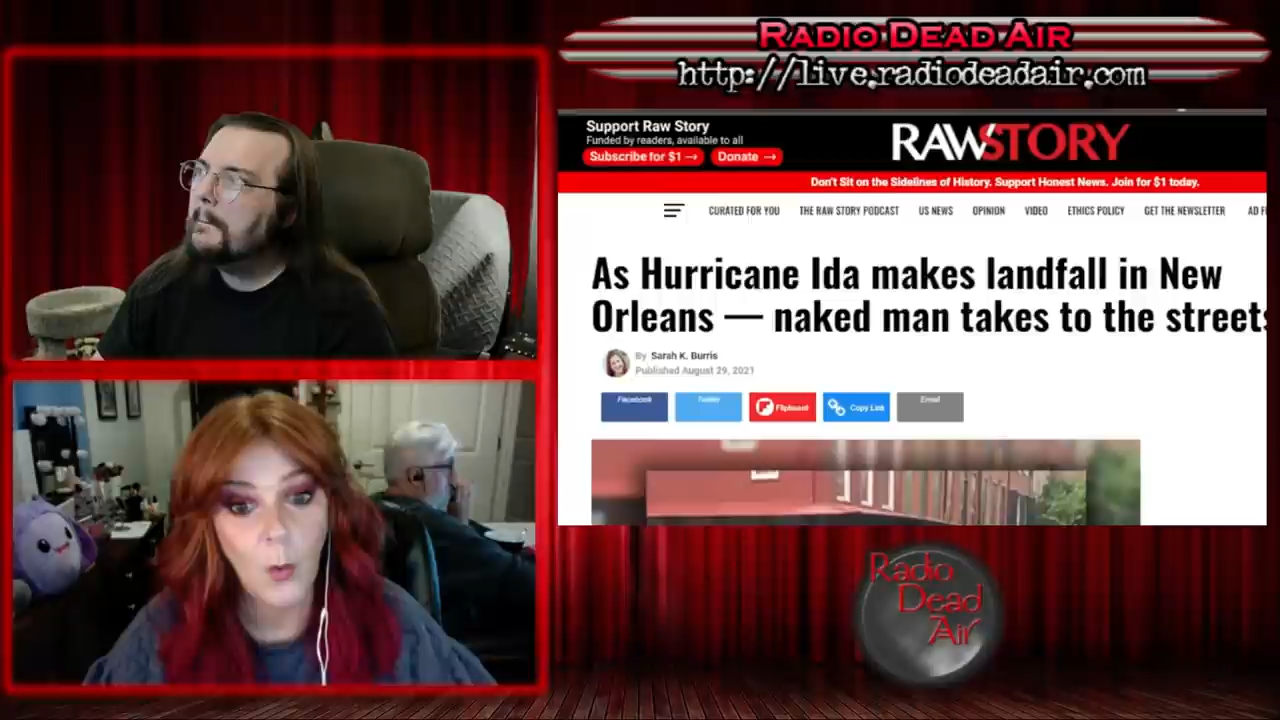 RADIO DEAD AIR
http://live.radiodeadair.com
Support Raw Story
Funded by readers, available to all
Subscribe for $1 →
Donate →
RAWSTORY
Don't Sit on the Sidelines of History. Support Honest News. Join for $1 today.
CURATED FOR YOU
THE RAW STORY PODCAST
US NEWS
OPINION
VIDEO
ETHICS POLICY
GET THE NEWSLETTER
AD F
As Hurricane Ida makes landfall in New
Orleans — naked man takes to the streets
By Sarah K. Burris
Published August 29, 2021
Facebook
Twitter
Flipboard
Copy Link
Email
Radio
Dead
Air